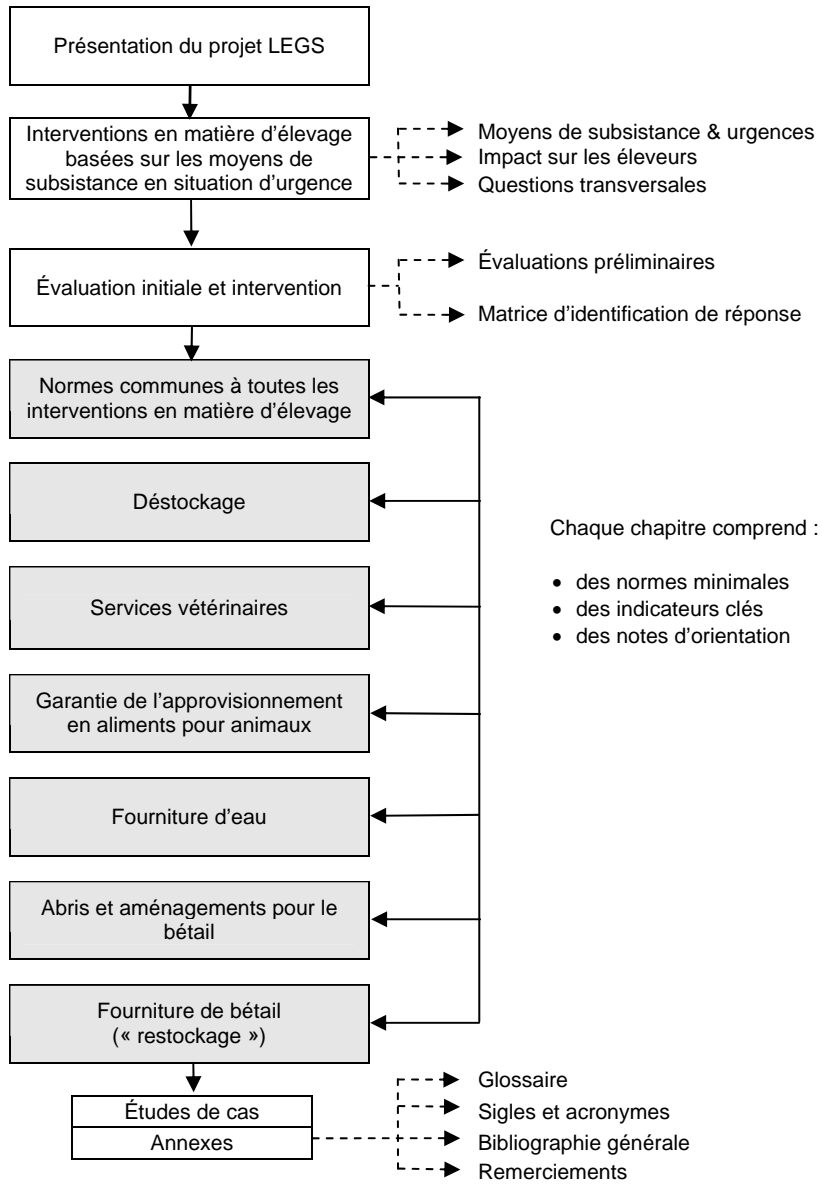 Présentation du projet LEGS
Interventions en matière d’élevage
basées sur les moyens de
subsistance en situation d’urgence
Moyens de subsistance & urgences
Impact sur les éleveurs
Questions transversales
Évaluation initiale et intervention
Évaluations préliminaires
Matrice d’identification de réponse
Normes communes à toutes les
interventions en matière d’élevage
Déstockage
Services vétérinaires
Garantie de l’approvisionnement
en aliments pour animaux
Fourniture d’eau
Abris et aménagements pour le
bétail
Fourniture de bétail
(« restockage »)
Chaque chapitre comprend :
• des normes minimales
• des indicateurs clés
• des notes d’orientation
Études de cas
Annexes
Glossaire
Sigles et acronymes
Bibliographie générale
Remerciements